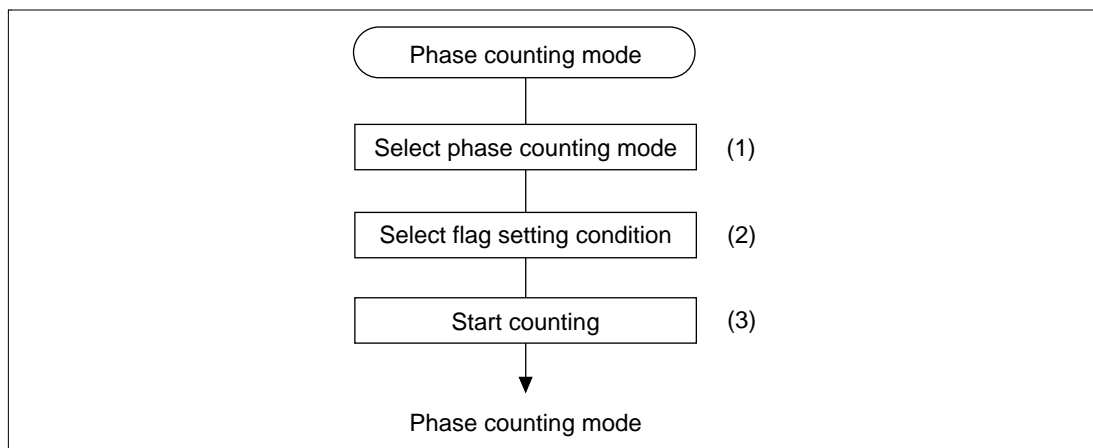 Phase counting mode
Select phase counting mode (1)
Select flag setting condition (2)
Start counting (3)
Phase counting mode